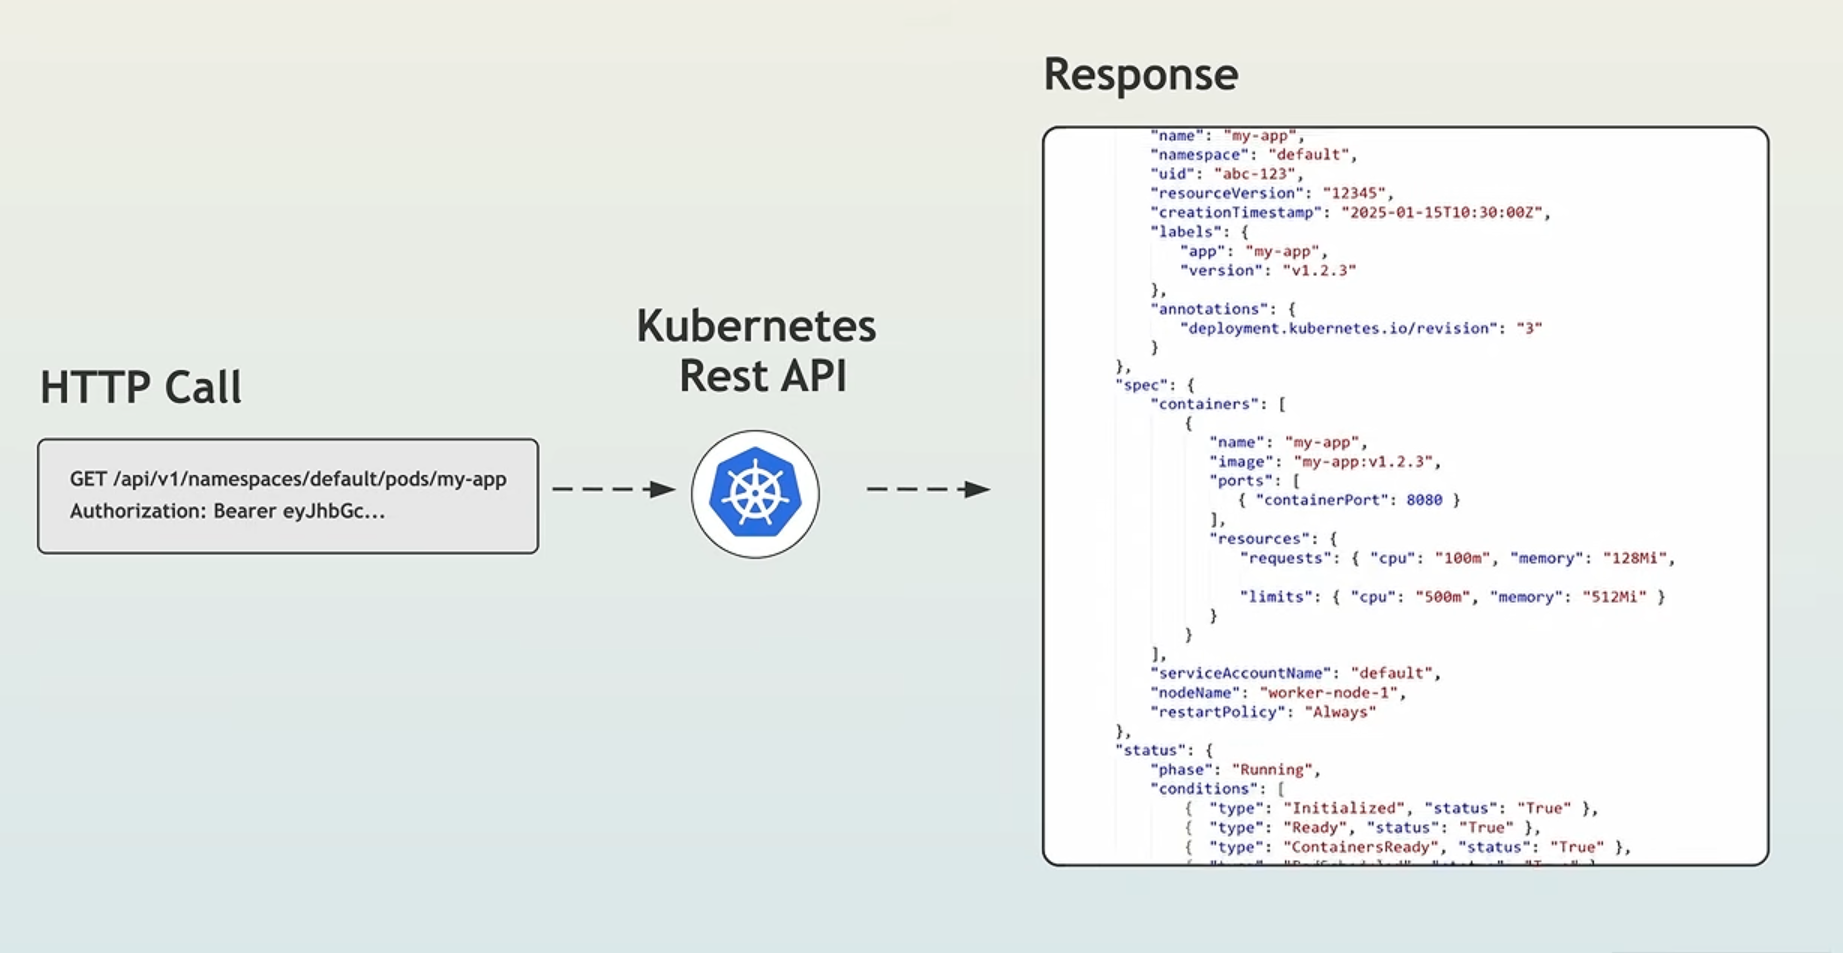 Response
HTTP Call
GET /api/v1/namespaces/default/pods/my-app
Authorization: Bearer eyJhbGc...
Kubernetes
Rest API
"name": "my-app",
"namespace": "default",
"uid": "abc-123",
"resourceVersion": "12345",
"creationTimestamp": "2025-01-15T10:30:00Z",
"labels": {
"app": "my-app",
"version": "v1.2.3"
},
"annotations": {
"deployment.kubernetes.io/revision": "3"
}
},
"spec": {
"containers": [
{
"name": "my-app",
"image": "my-app:v1.2.3",
"ports": [
{ "containerPort": 8080 }
],
"resources": {
"requests": { "cpu": "100m", "memory": "128Mi",
"limits": { "cpu": "500m", "memory": "512Mi" }
}
}
],
"serviceAccountName": "default",
"nodeName": "worker-node-1",
"restartPolicy": "Always"
},
"status": {
"phase": "Running",
"conditions": [
{ "type": "Initialized", "status": "True" },
{ "type": "Ready", "status": "True" },
{ "type": "ContainersReady", "status": "True" },